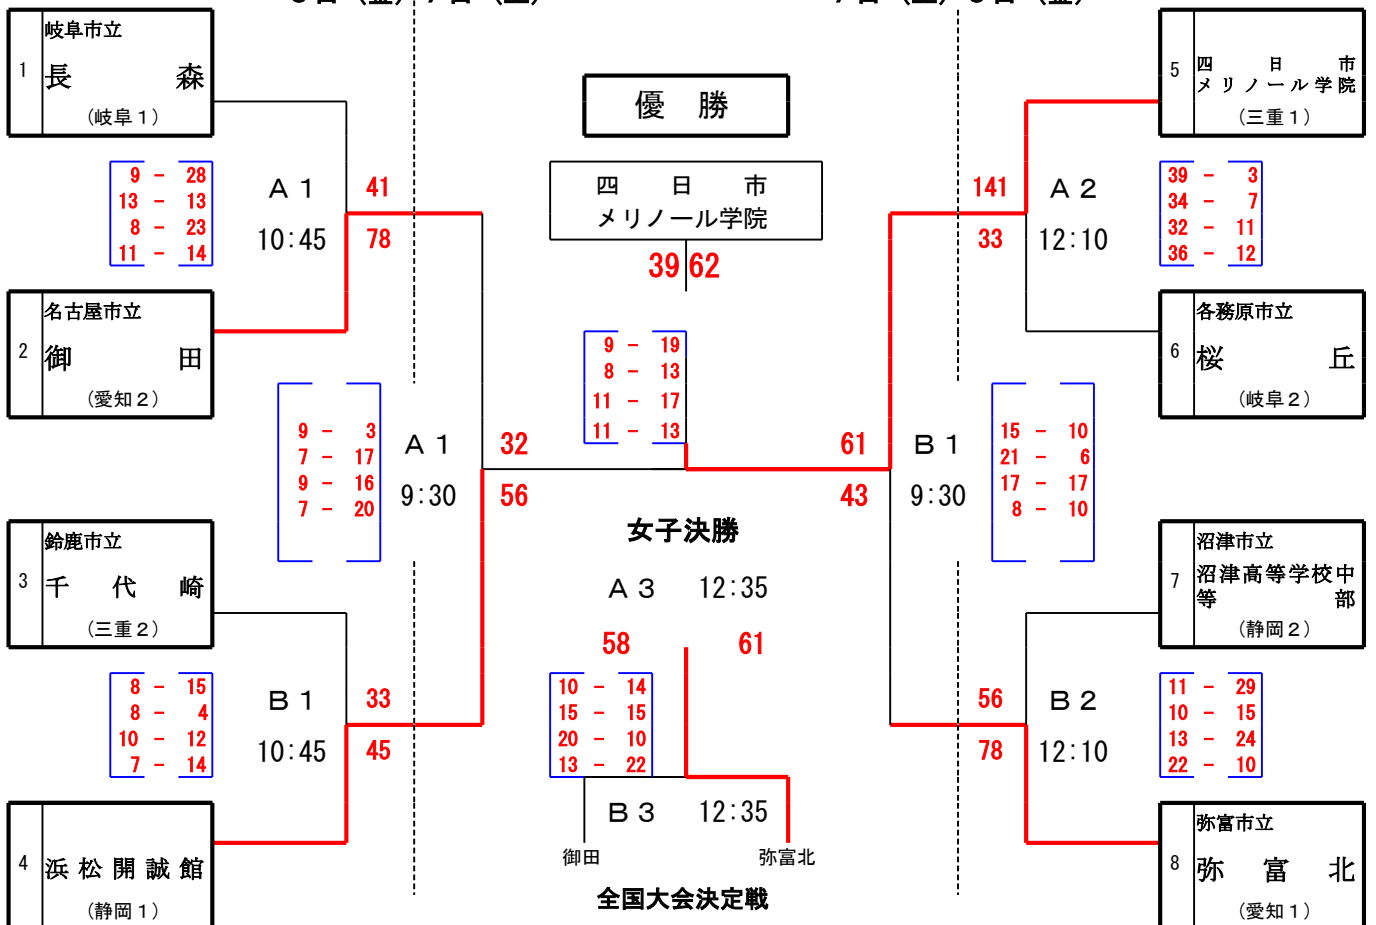 1
岐阜市立
長森
(岐阜1)
9 - 28
13 - 13
8 - 23
11 - 14
A1
10:45
41
78
2
名古屋市立
御田
(愛知2)
9 - 3
7 - 17
9 - 16
7 - 20
A1
9:30
32
56
3
鈴鹿市立
千代崎
(三重2)
8 - 15
8 - 4
10 - 12
7 - 14
B1
10:45
33
45
4
浜松開誠館
(静岡1)
優勝
四日市
メリノール学院
39 62
9 - 19
8 - 13
11 - 17
11 - 13
女子決勝
A3 12:35
58 61
10 - 14
15 - 15
20 - 10
13 - 22
B3 12:35
御田 弥富北
全国大会決定戦
5
四日市
メリノール学院
(三重1)
141
33
A2
12:10
39 - 3
34 - 7
32 - 11
36 - 12
6
各務原市立
桜丘
(岐阜2)
61
43
B1
9:30
15 - 10
21 - 6
17 - 17
8 - 10
7
沼津市立
沼津高等学校中
等部
(静岡2)
56
78
B2
12:10
11 - 29
10 - 15
13 - 24
22 - 10
8
弥富市立
弥富北
(愛知1)